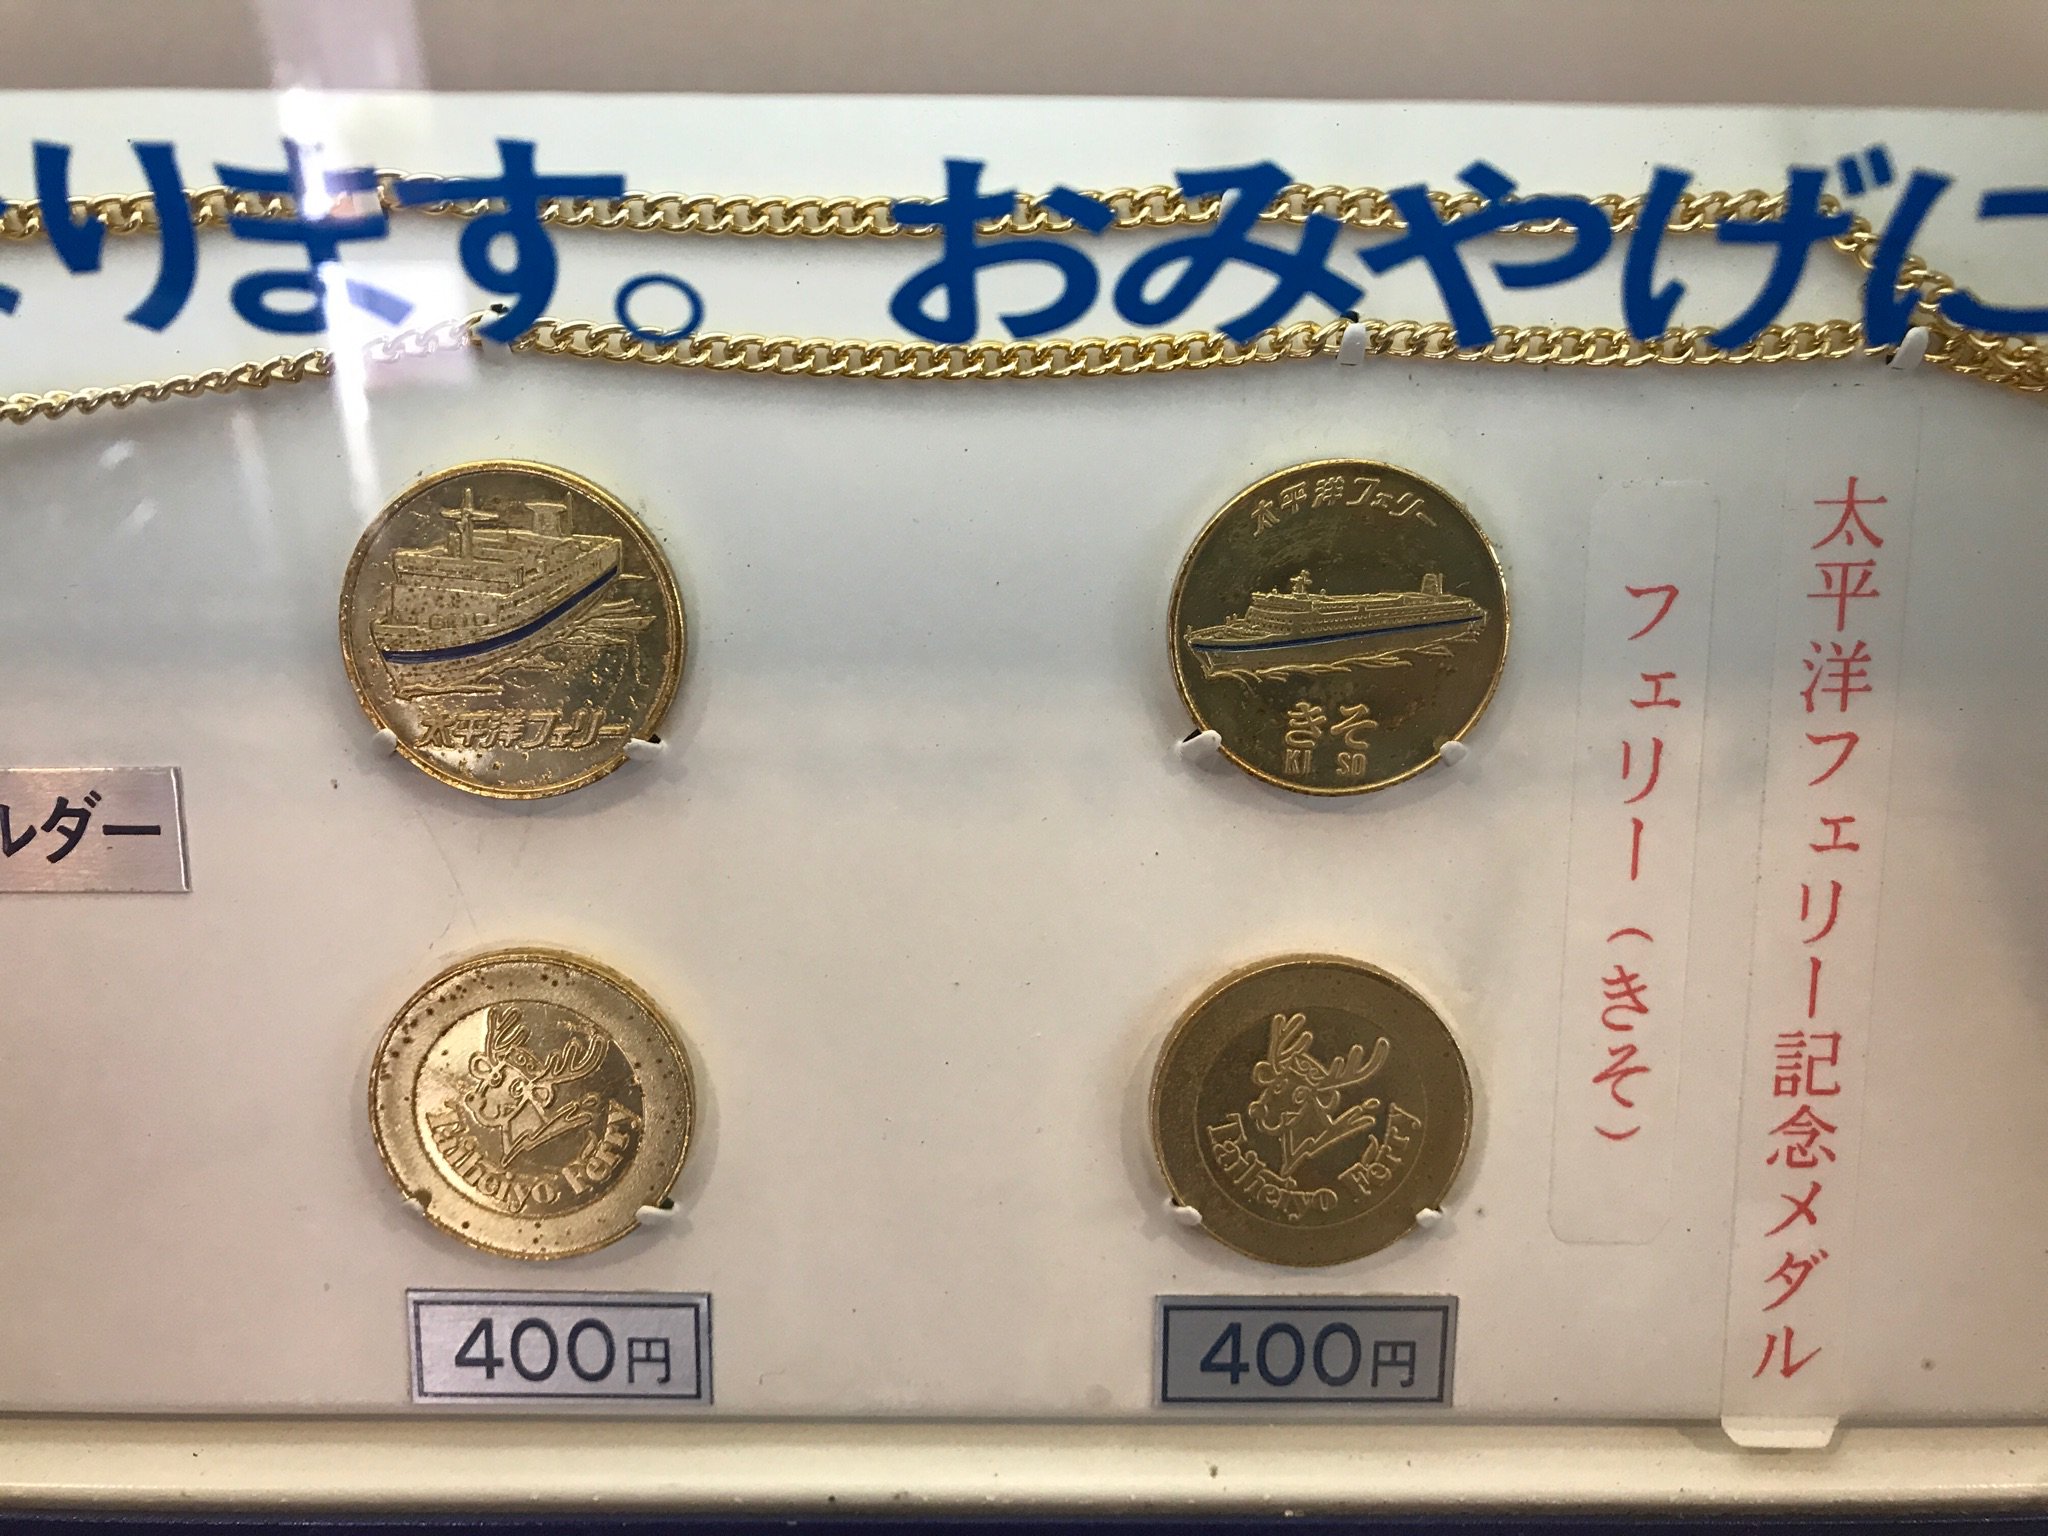 ります。 おみやげに
太平洋フェリー記念メダル
フェリー（きそ）
太平洋フェリー
太平洋フェリー
きそ
KI SO
ルダー
Taiheiyo Ferry
Taiheiyo Ferry
400円
400円